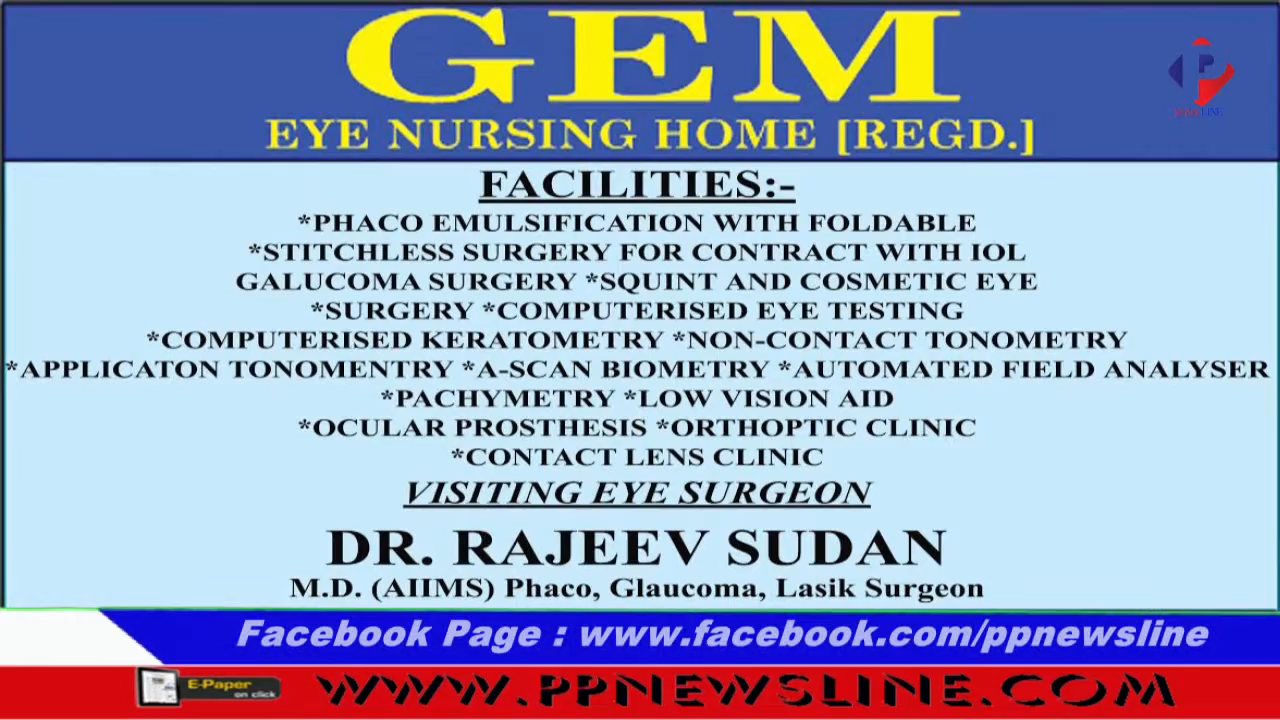 GEM
EYE NURSING HOME [REGD.]
FACILITIES:-
*PHACO EMULSIFICATION WITH FOLDABLE
*STITCHLESS SURGERY FOR CONTRACT WITH IOL
GALUCOMA SURGERY *SQUINT AND COSMETIC EYE
*SURGERY *COMPUTERISED EYE TESTING
*COMPUTERISED KERATOMETRY *NON-CONTACT TONOMETRY
*APPLICATON TONOMENTRY *A-SCAN BIOMETRY *AUTOMATED FIELD ANALYSER
*PACHYMETRY *LOW VISION AID
*OCULAR PROSTHESIS *ORTHOPTIC CLINIC
*CONTACT LENS CLINIC
VISITING EYE SURGEON
DR. RAJEEV SUDAN
M.D. (AIIMS) Phaco, Glaucoma, Lasik Surgeon
Facebook Page : www.facebook.com/ppnewsline
E-Paper
on click
WWW.PPNEWSLINE.COM